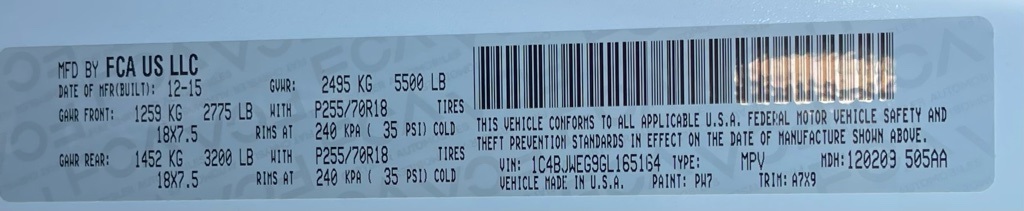 MFD BY FCA US LLC
DATE OF MFR(BUILT): 12-15 GVWR: 2495 KG 5500 LB
GAWR FRONT: 1259 KG 2775 LB WITH P255/70R18 TIRES
18X7.5 RIMS AT 240 KPA ( 35 PSI) COLD
GAWR REAR: 1452 KG 3200 LB WITH P255/70R18 TIRES
18X7.5 RIMS AT 240 KPA ( 35 PSI) COLD
THIS VEHICLE CONFORMS TO ALL APPLICABLE U.S.A. FEDERAL MOTOR VEHICLE SAFETY AND
THEFT PREVENTION STANDARDS IN EFFECT ON THE DATE OF MANUFACTURE SHOWN ABOVE.
VIN: 1C4BJWEG9GL165164 TYPE: MPV MDH:120209 505AA
VEHICLE MADE IN U.S.A. PAINT: PW7 TRIM: A7X9